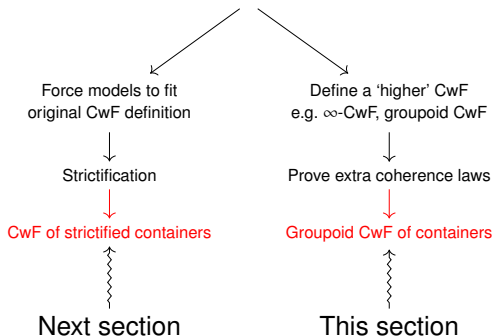 Force models to fit
original CwF definition
Define a ‘higher’ CwF
e.g. ∞-CwF, groupoid CwF
Strictification
Prove extra coherence laws
CwF of strictified containers
Groupoid CwF of containers
Next section
This section